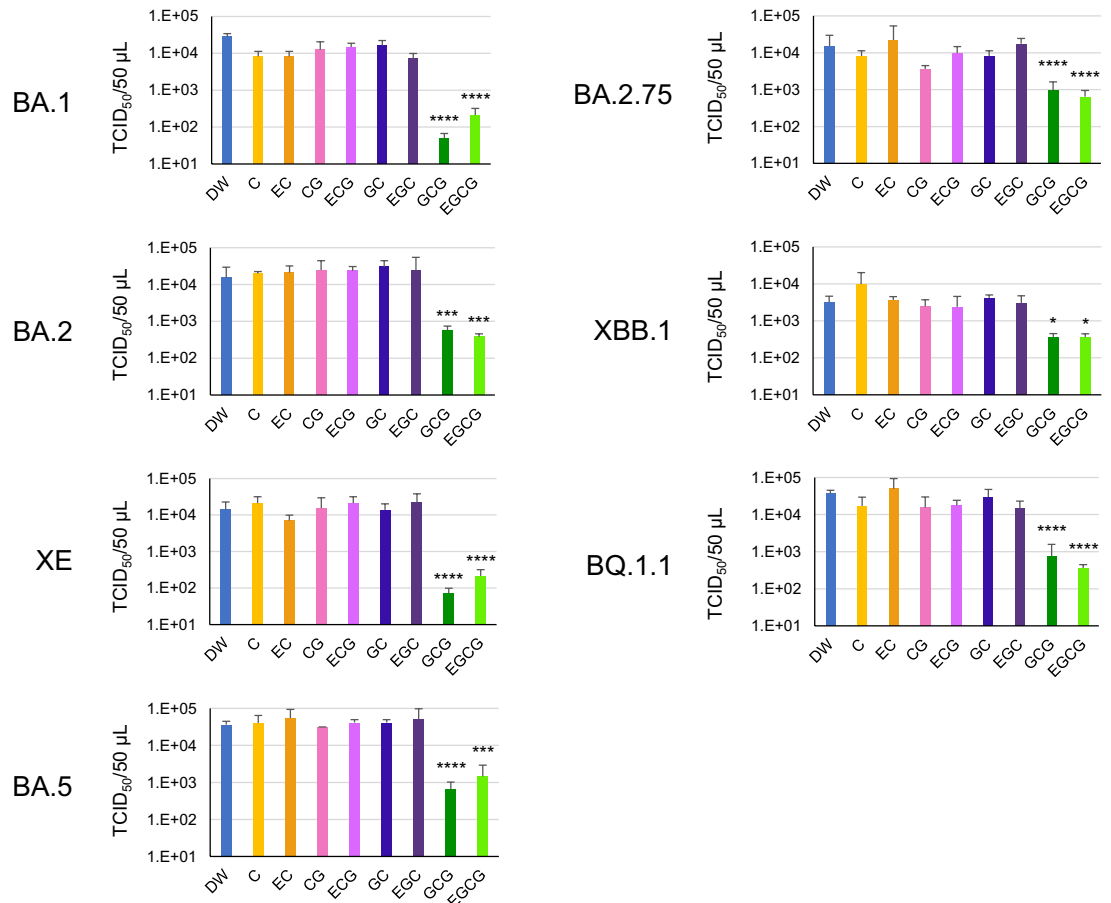 BA.1
TCID₅₀/50 µL
1.E+05
1.E+04
1.E+03
1.E+02
1.E+01
**** ****
DW C EC CG ECG GC EGC GCG EGCG
BA.2
TCID₅₀/50 µL
1.E+05
1.E+04
1.E+03
1.E+02
1.E+01
*** ***
DW C EC CG ECG GC EGC GCG EGCG
XE
TCID₅₀/50 µL
1.E+05
1.E+04
1.E+03
1.E+02
1.E+01
**** ****
DW C EC CG ECG GC EGC GCG EGCG
BA.5
TCID₅₀/50 µL
1.E+05
1.E+04
1.E+03
1.E+02
1.E+01
**** ***
DW C EC CG ECG GC EGC GCG EGCG
BA.2.75
TCID₅₀/50 µL
1.E+05
1.E+04
1.E+03
1.E+02
1.E+01
**** ****
DW C EC CG ECG GC EGC GCG EGCG
XBB.1
TCID₅₀/50 µL
1.E+05
1.E+04
1.E+03
1.E+02
1.E+01
* *
DW C EC CG ECG GC EGC GCG EGCG
BQ.1.1
TCID₅₀/50 µL
1.E+05
1.E+04
1.E+03
1.E+02
1.E+01
**** ****
DW C EC CG ECG GC EGC GCG EGCG